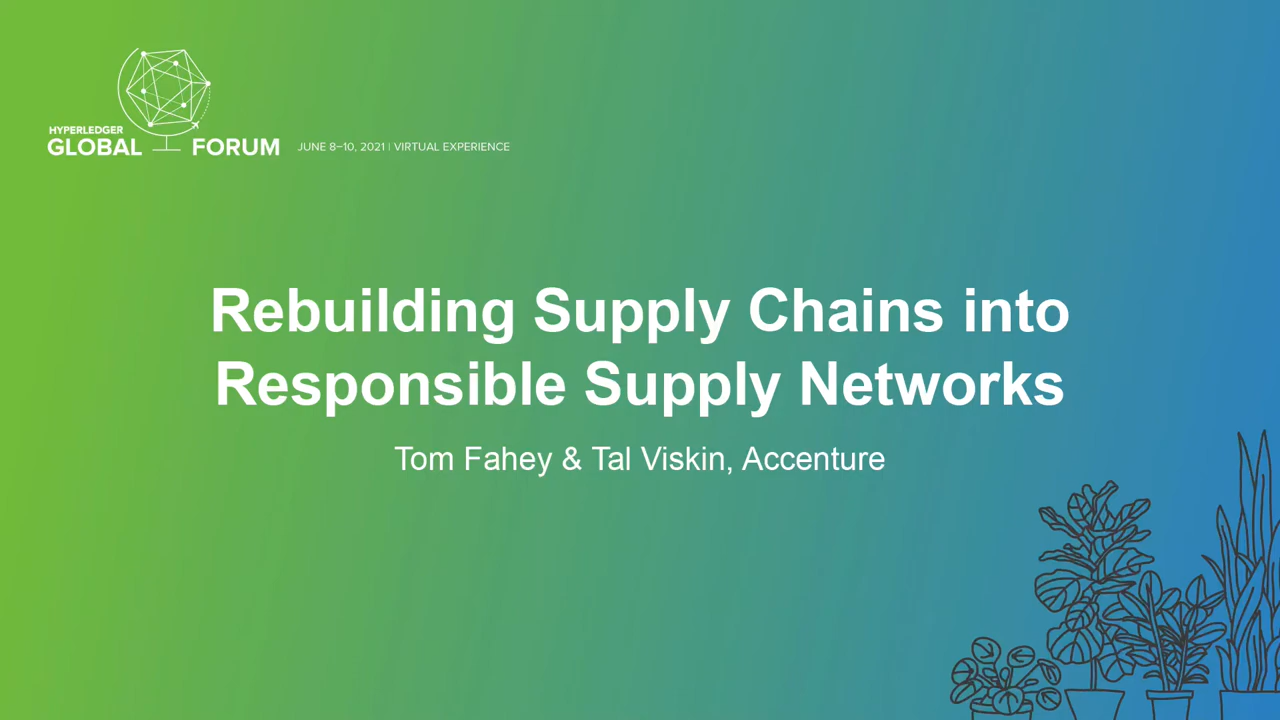 HYPERLEDGER
GLOBAL FORUM JUNE 8–10, 2021 | VIRTUAL EXPERIENCE
Rebuilding Supply Chains into
Responsible Supply Networks
Tom Fahey & Tal Viskin, Accenture